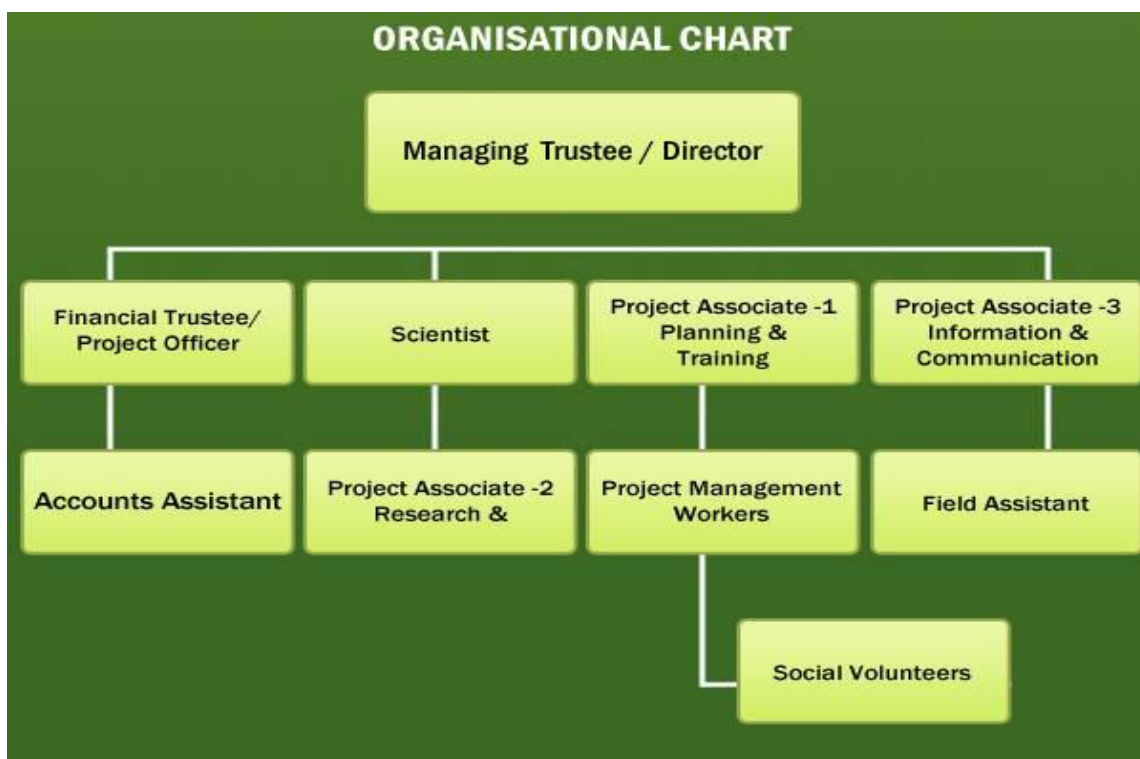 ORGANISATIONAL CHART
Managing Trustee / Director
Financial Trustee/
Project Officer
Scientist
Project Associate -1
Planning &
Training
Project Associate -3
Information &
Communication
Accounts Assistant
Project Associate -2
Research &
Project Management
Workers
Field Assistant
Social Volunteers